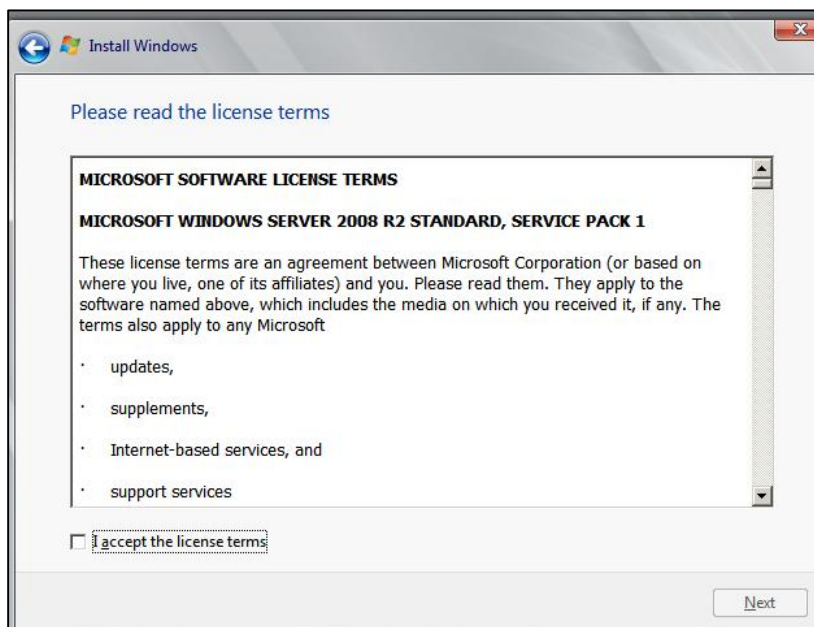 Install Windows
Please read the license terms
MICROSOFT SOFTWARE LICENSE TERMS
MICROSOFT WINDOWS SERVER 2008 R2 STANDARD, SERVICE PACK 1
These license terms are an agreement between Microsoft Corporation (or based on
where you live, one of its affiliates) and you. Please read them. They apply to the
software named above, which includes the media on which you received it, if any. The
terms also apply to any Microsoft
· updates,
· supplements,
· Internet-based services, and
· support services
I accept the license terms
Next